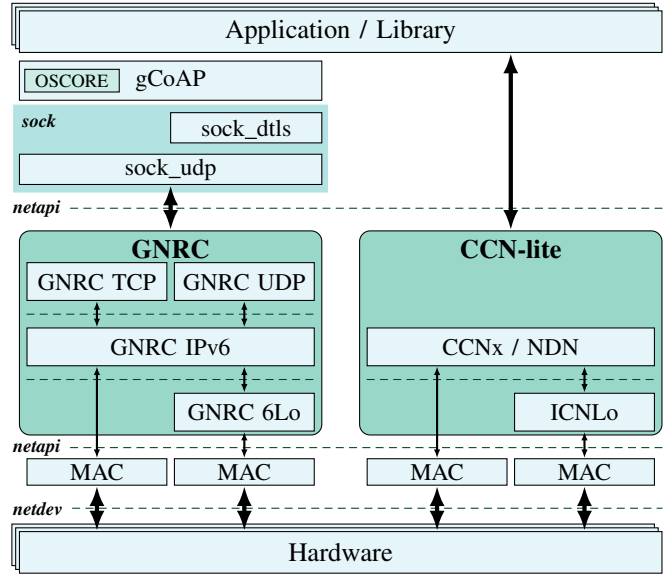 Application / Library
OSCORE gCoAP
sock
sock_dtls
sock_udp
netapi
GNRC
CCN-lite
GNRC TCP
GNRC UDP
GNRC IPv6
CCNx / NDN
GNRC 6Lo
ICNLo
netapi
MAC
MAC
MAC
MAC
netdev
Hardware